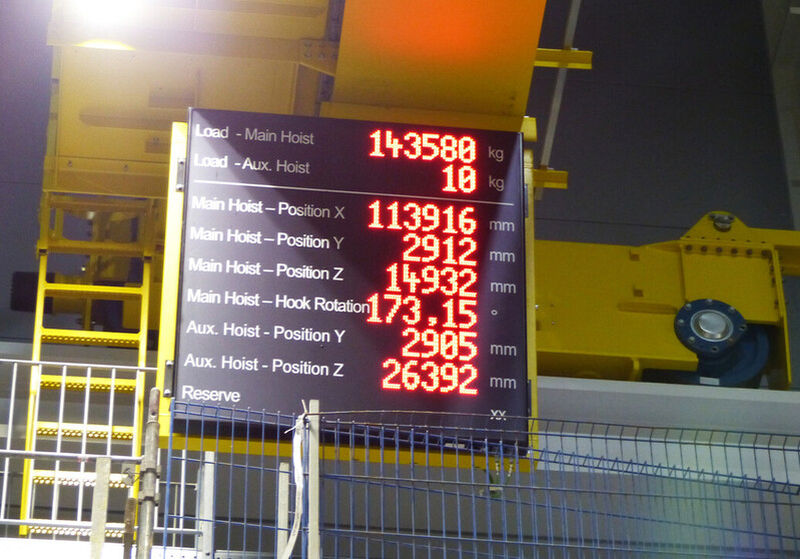 Load - Main Hoist 143580 kg
Load - Aux. Hoist 10 kg
Main Hoist – Position X 113916 mm
Main Hoist – Position Y 2912 mm
Main Hoist – Position Z 14932 mm
Main Hoist – Hook Rotation 173,15 °
Aux. Hoist - Position Y 2905 mm
Aux. Hoist - Position Z 26392 mm
Reserve xx